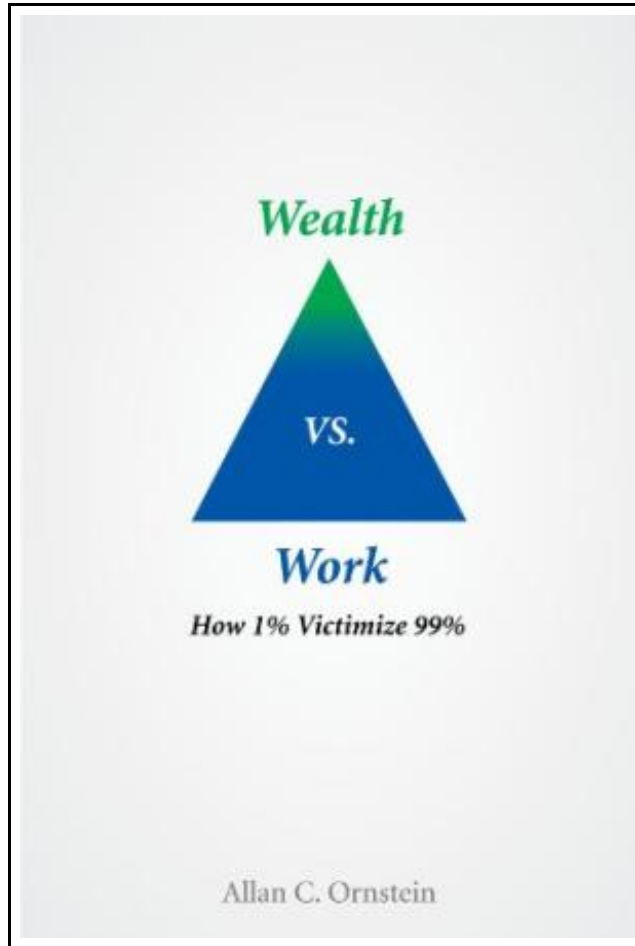 Wealth
VS.
Work
How 1% Victimize 99%
Allan C. Ornstein